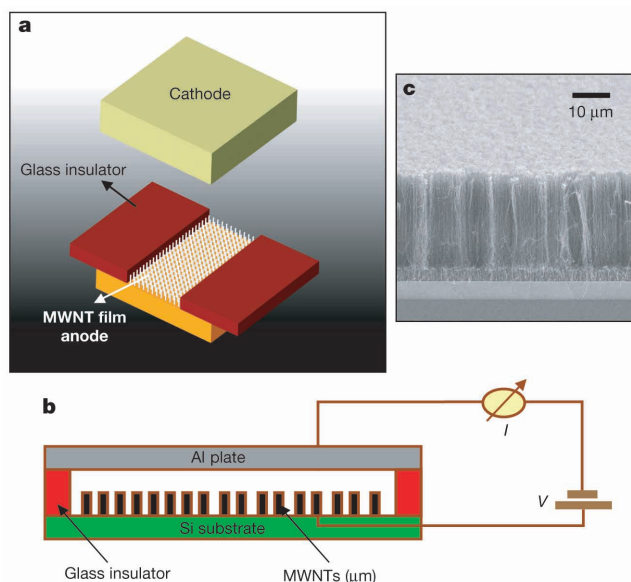 a
Cathode
Glass insulator
MWNT film
anode
c
10 μm
b
I
Al plate
V
Si substrate
Glass insulator
MWNTs (μm)